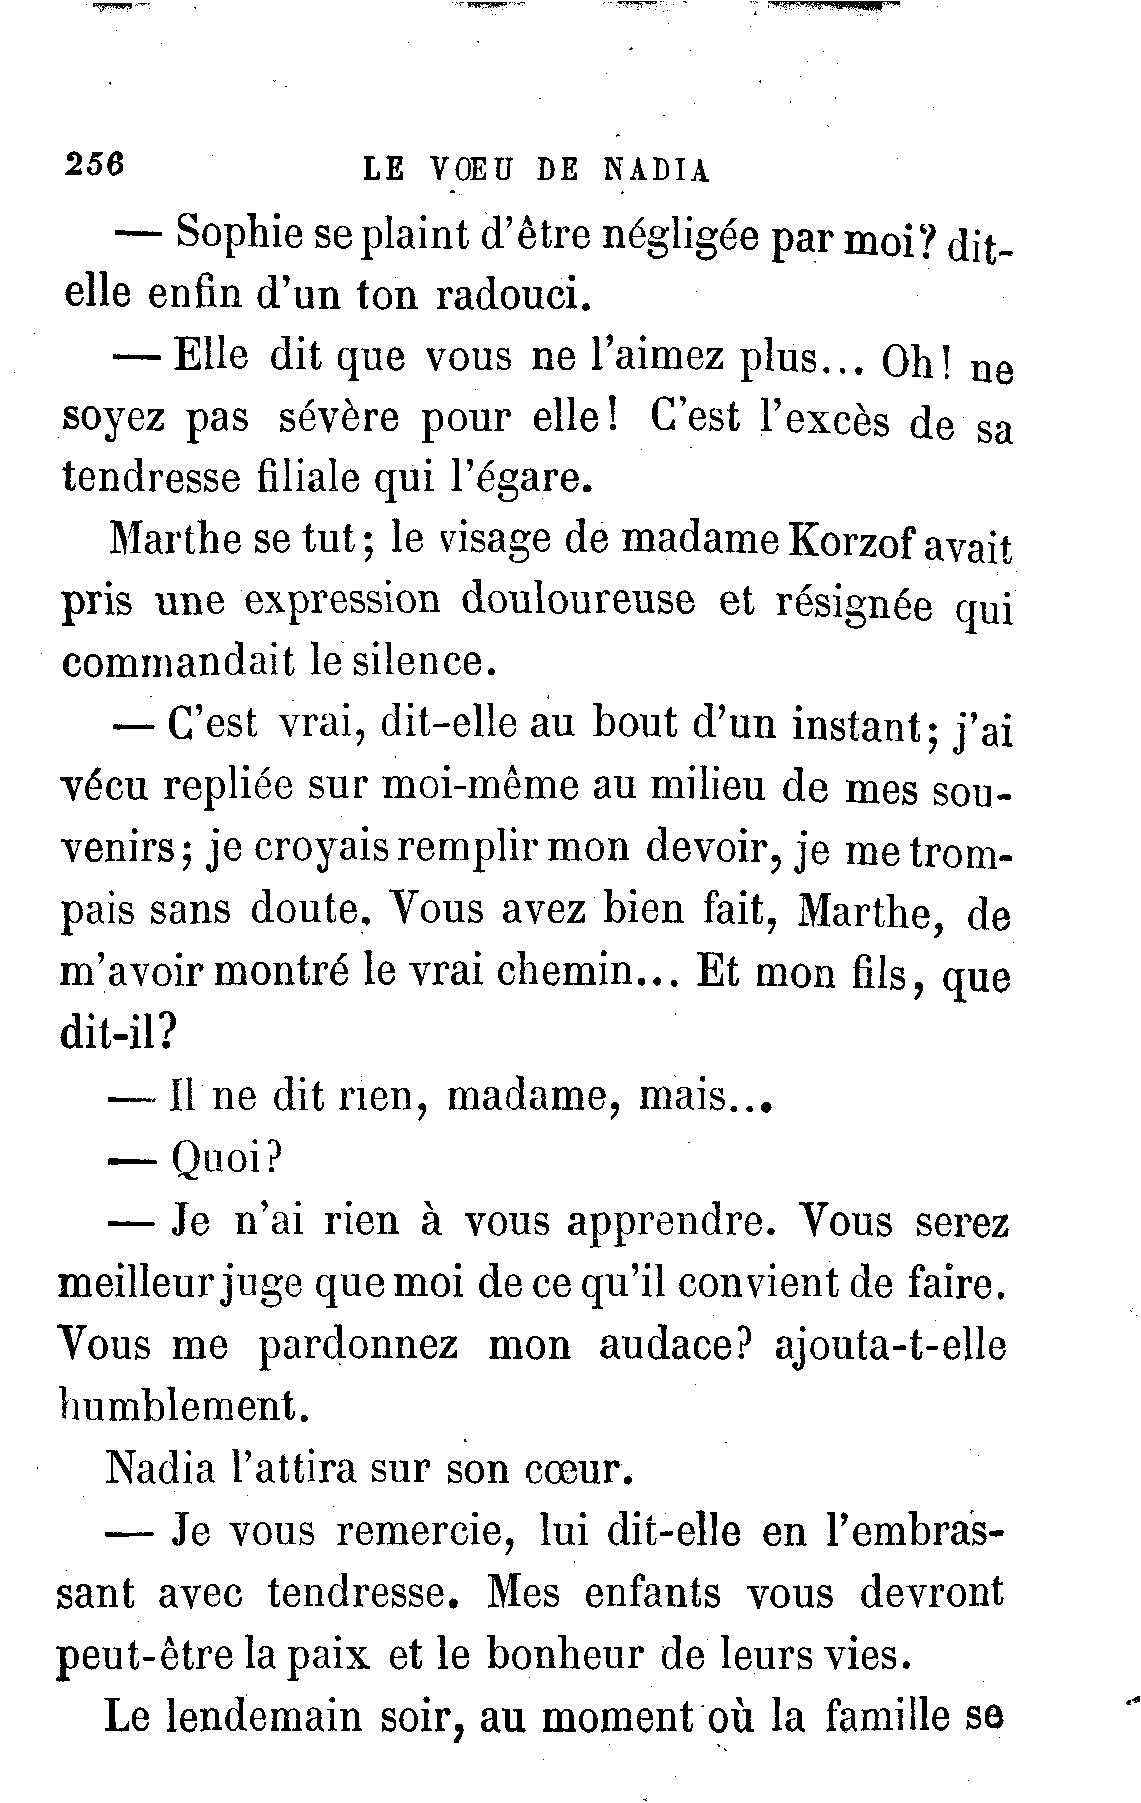 256 LE VŒU DE NADIA
— Sophie se plaint d'être négligée par moi? dit-
elle enfin d'un ton radouci.
— Elle dit que vous ne l'aimez plus... Oh! ne
soyez pas sévère pour elle! C'est l'excès de sa
tendresse filiale qui l'égare.
Marthe se tut; le visage de madame Korzof avait
pris une expression douloureuse et résignée qui
commandait le silence.
— C'est vrai, dit-elle au bout d'un instant; j'ai
vécu repliée sur moi-même au milieu de mes sou-
venirs; je croyais remplir mon devoir, je me trom-
pais sans doute. Vous avez bien fait, Marthe, de
m'avoir montré le vrai chemin... Et mon fils, que
dit-il?
— Il ne dit rien, madame, mais...
— Quoi?
— Je n'ai rien à vous apprendre. Vous serez
meilleur juge que moi de ce qu'il convient de faire.
Vous me pardonnez mon audace? ajouta-t-elle
humblement.
Nadia l'attira sur son cœur.
— Je vous remercie, lui dit-elle en l'embras-
sant avec tendresse. Mes enfants vous devront
peut-être la paix et le bonheur de leurs vies.
Le lendemain soir, au moment où la famille se